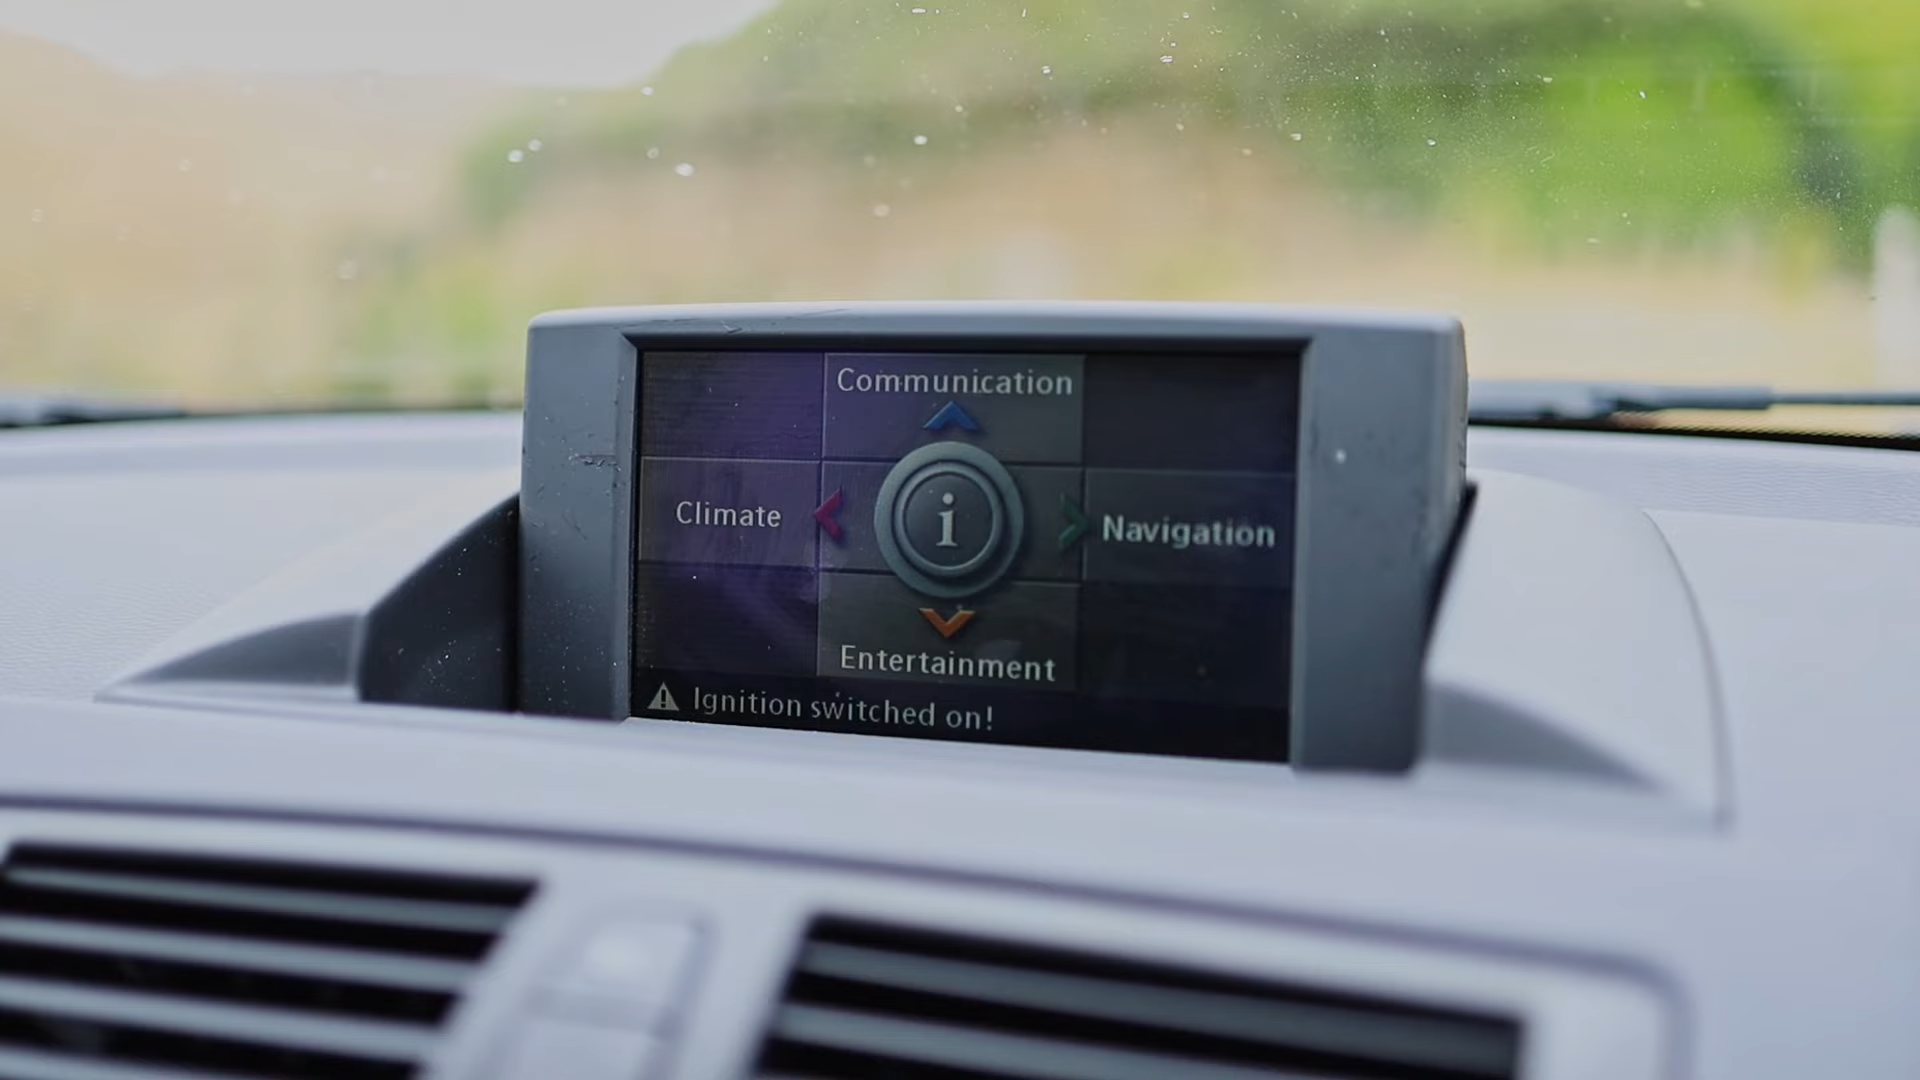 Communication
Climate
i
Navigation
Entertainment
Ignition switched on!